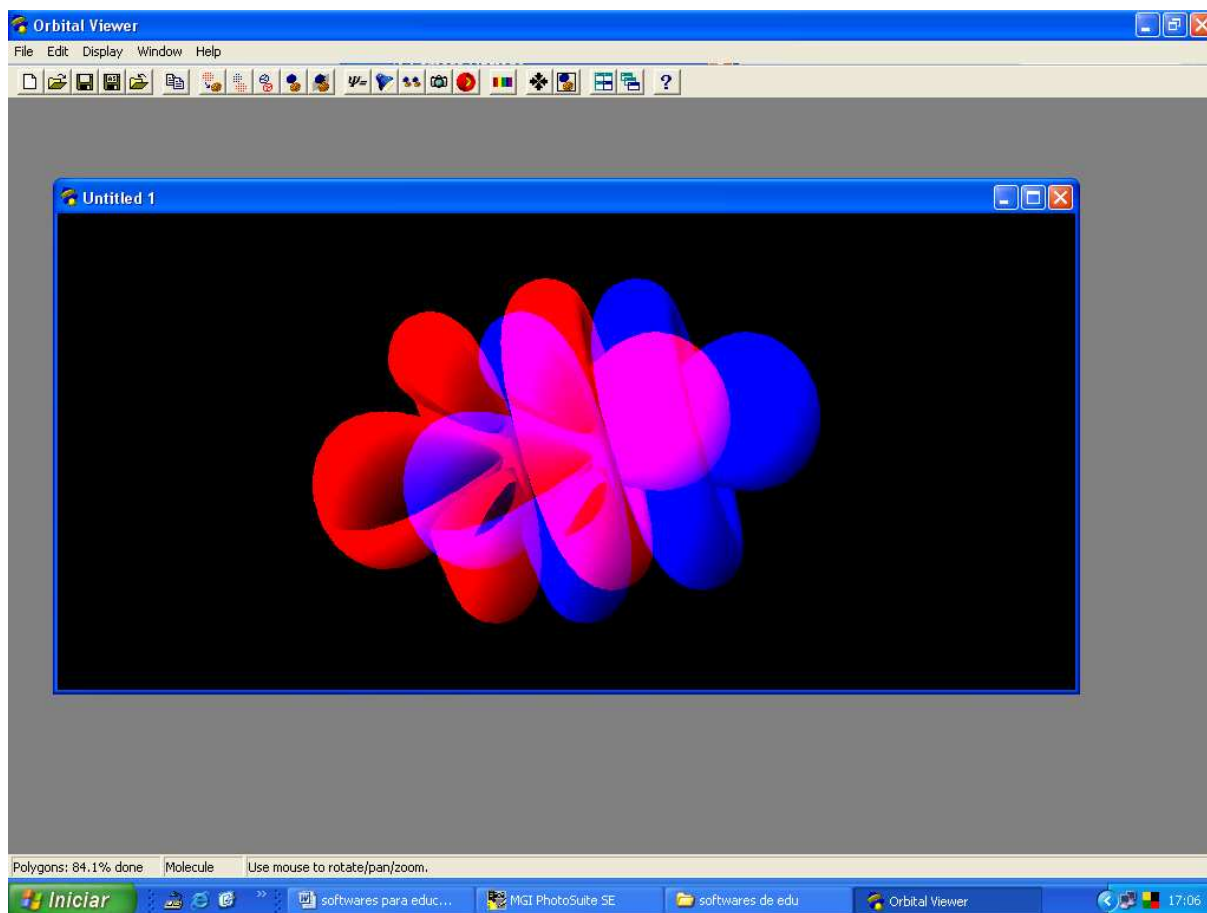 Orbital Viewer
File Edit Display Window Help
Ψ=
?
Untitled 1
Polygons: 84.1% done Molecule Use mouse to rotate/pan/zoom.
Iniciar » softwares para educ... MGI PhotoSuite SE softwares de edu Orbital Viewer 17:06